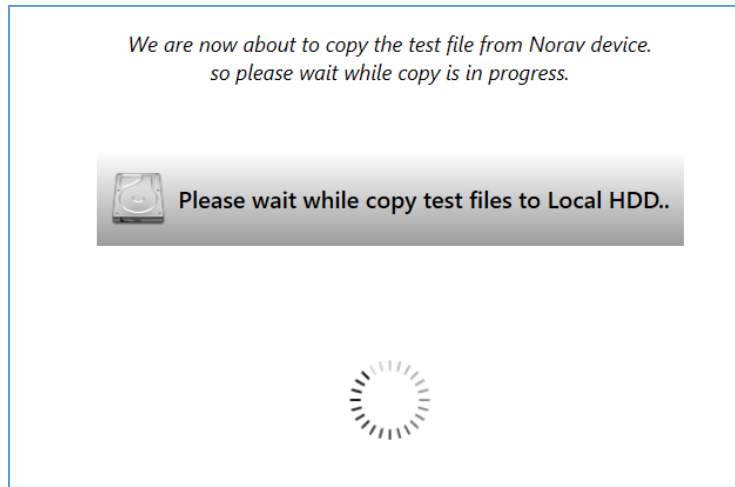 We are now about to copy the test file from Norav device.
so please wait while copy is in progress.
Please wait while copy test files to Local HDD..